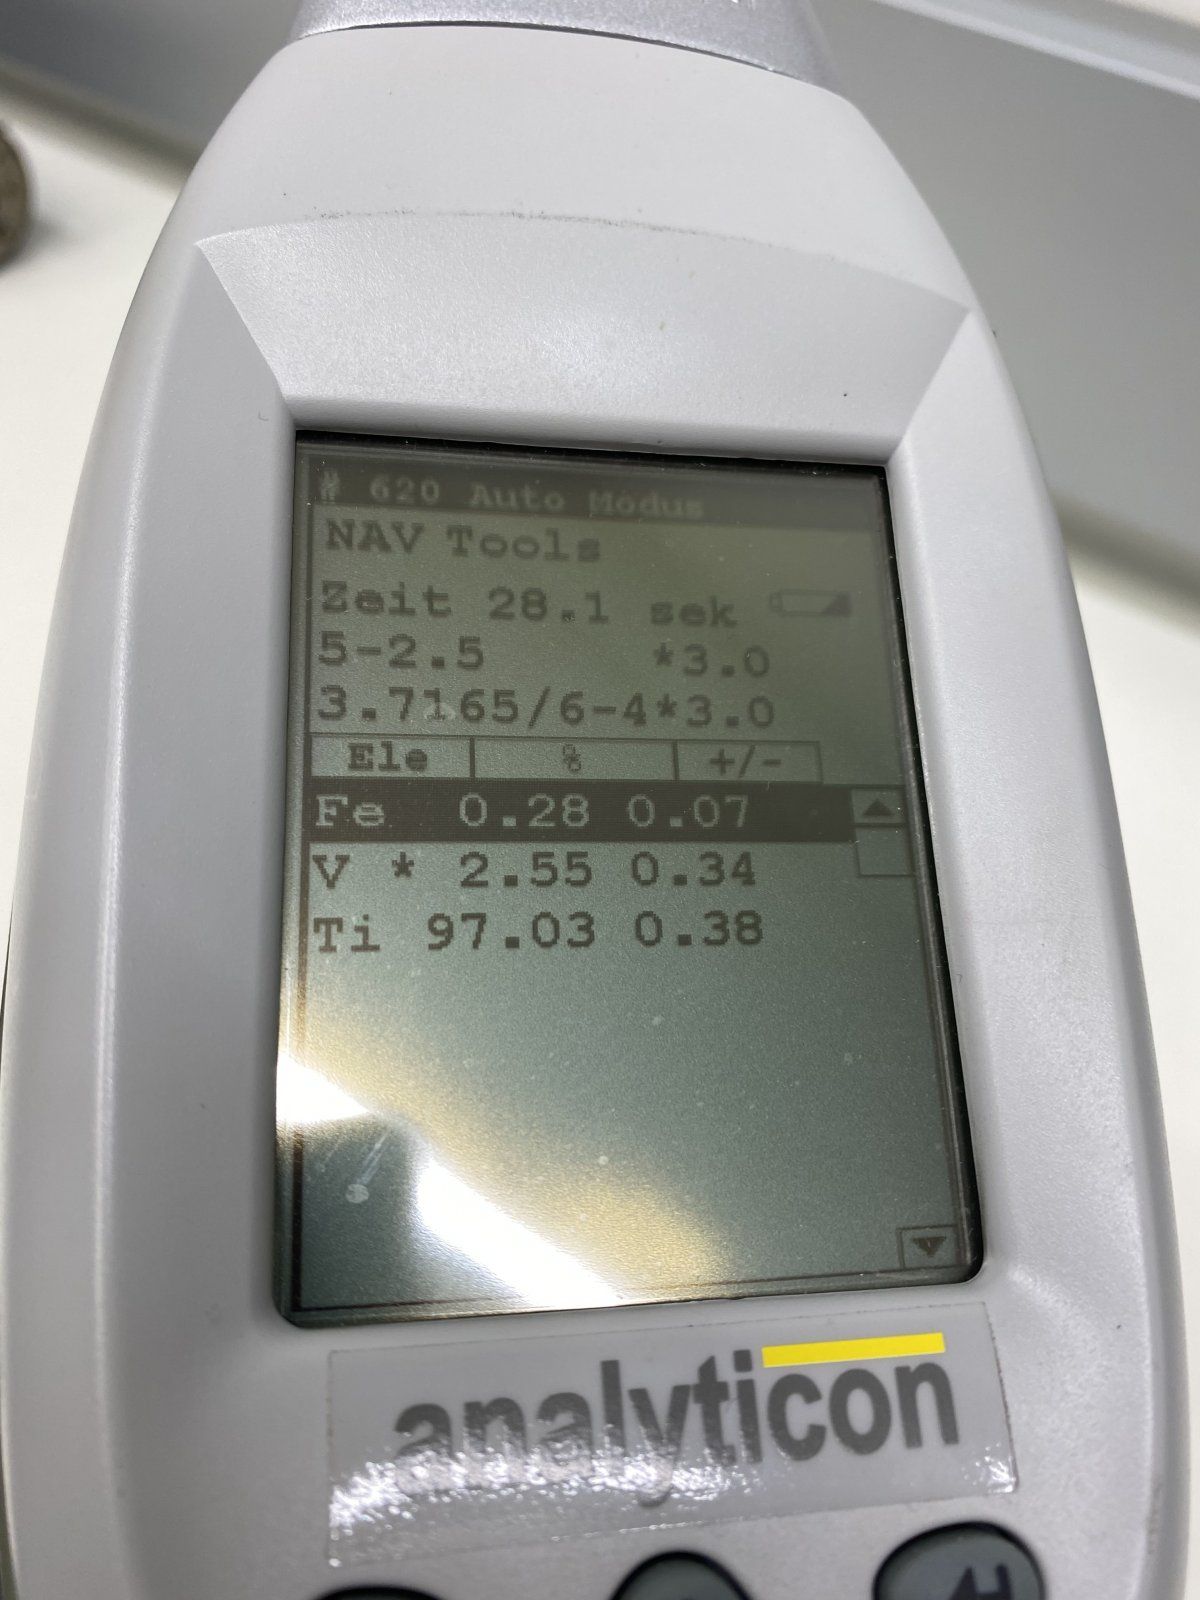 # 620 Auto Modus
NAV Tools
Zeit 28.1 sek
5-2.5 *3.0
3.7165/6-4*3.0
Ele % +/-
Fe 0.28 0.07
V * 2.55 0.34
Ti 97.03 0.38
analyticon